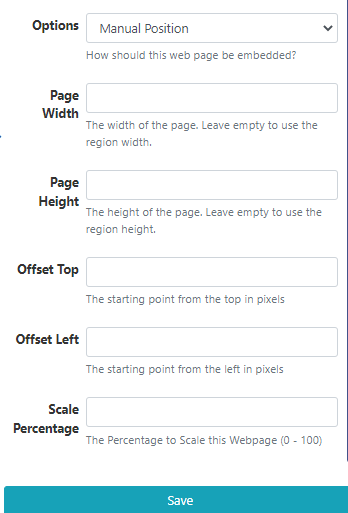 Options Manual Position
How should this web page be embedded?
Page
Width
The width of the page. Leave empty to use the
region width.
Page
Height
The height of the page. Leave empty to use the
region height.
Offset Top
The starting point from the top in pixels
Offset Left
The starting point from the left in pixels
Scale
Percentage
The Percentage to Scale this Webpage (0 - 100)
Save